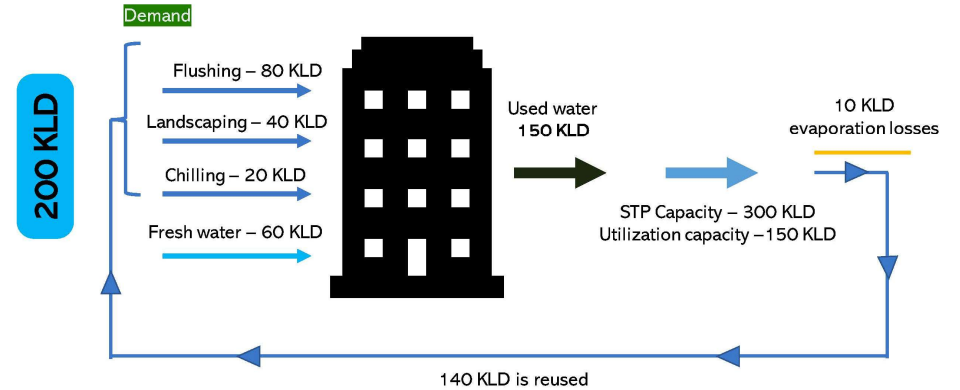 Demand
200 KLD
Flushing – 80 KLD
Landscaping – 40 KLD
Chilling – 20 KLD
Fresh water – 60 KLD
Used water
150 KLD
STP Capacity – 300 KLD
Utilization capacity –150 KLD
10 KLD
evaporation losses
140 KLD is reused